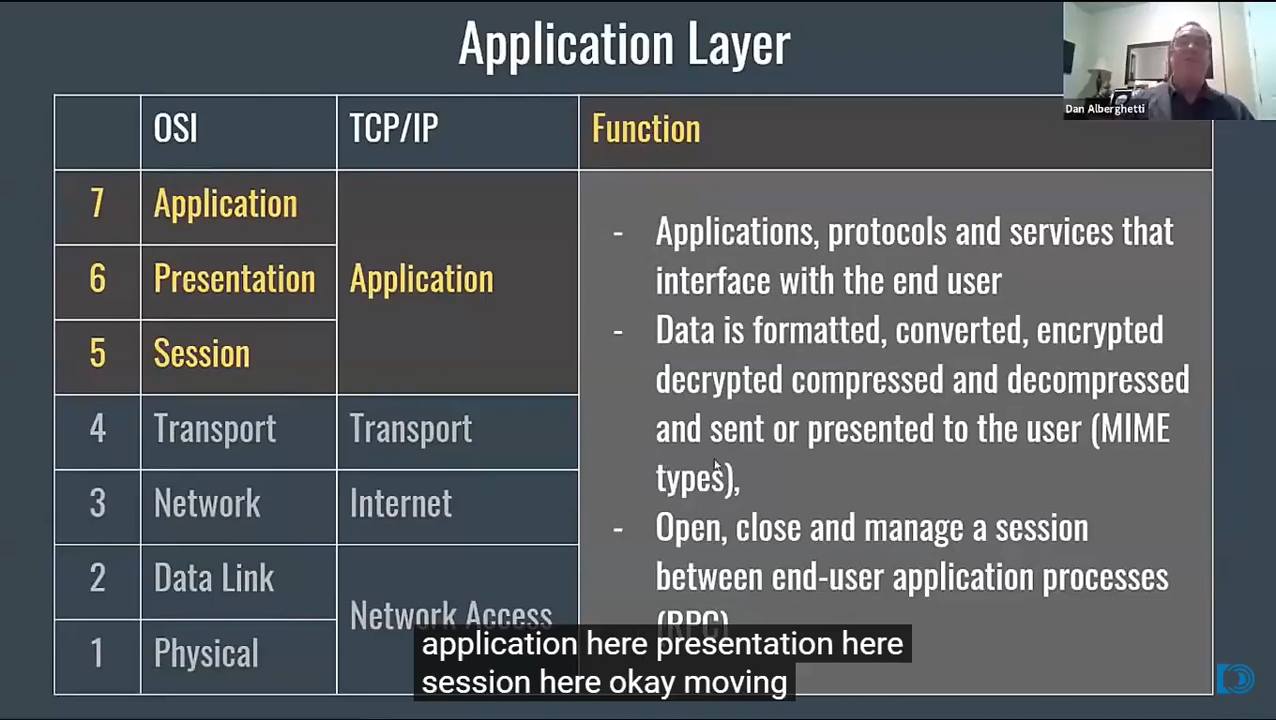 Application Layer
Dan Alberghetti
OSI
TCP/IP
Function
7
Application
6
Presentation
Application
5
Session
4
Transport
Transport
3
Network
Internet
2
Data Link
Network Access
1
Physical
- Applications, protocols and services that
interface with the end user
- Data is formatted, converted, encrypted
decrypted compressed and decompressed
and sent or presented to the user (MIME
types),
- Open, close and manage a session
between end-user application processes
(RPC)
application here presentation here
session here okay moving